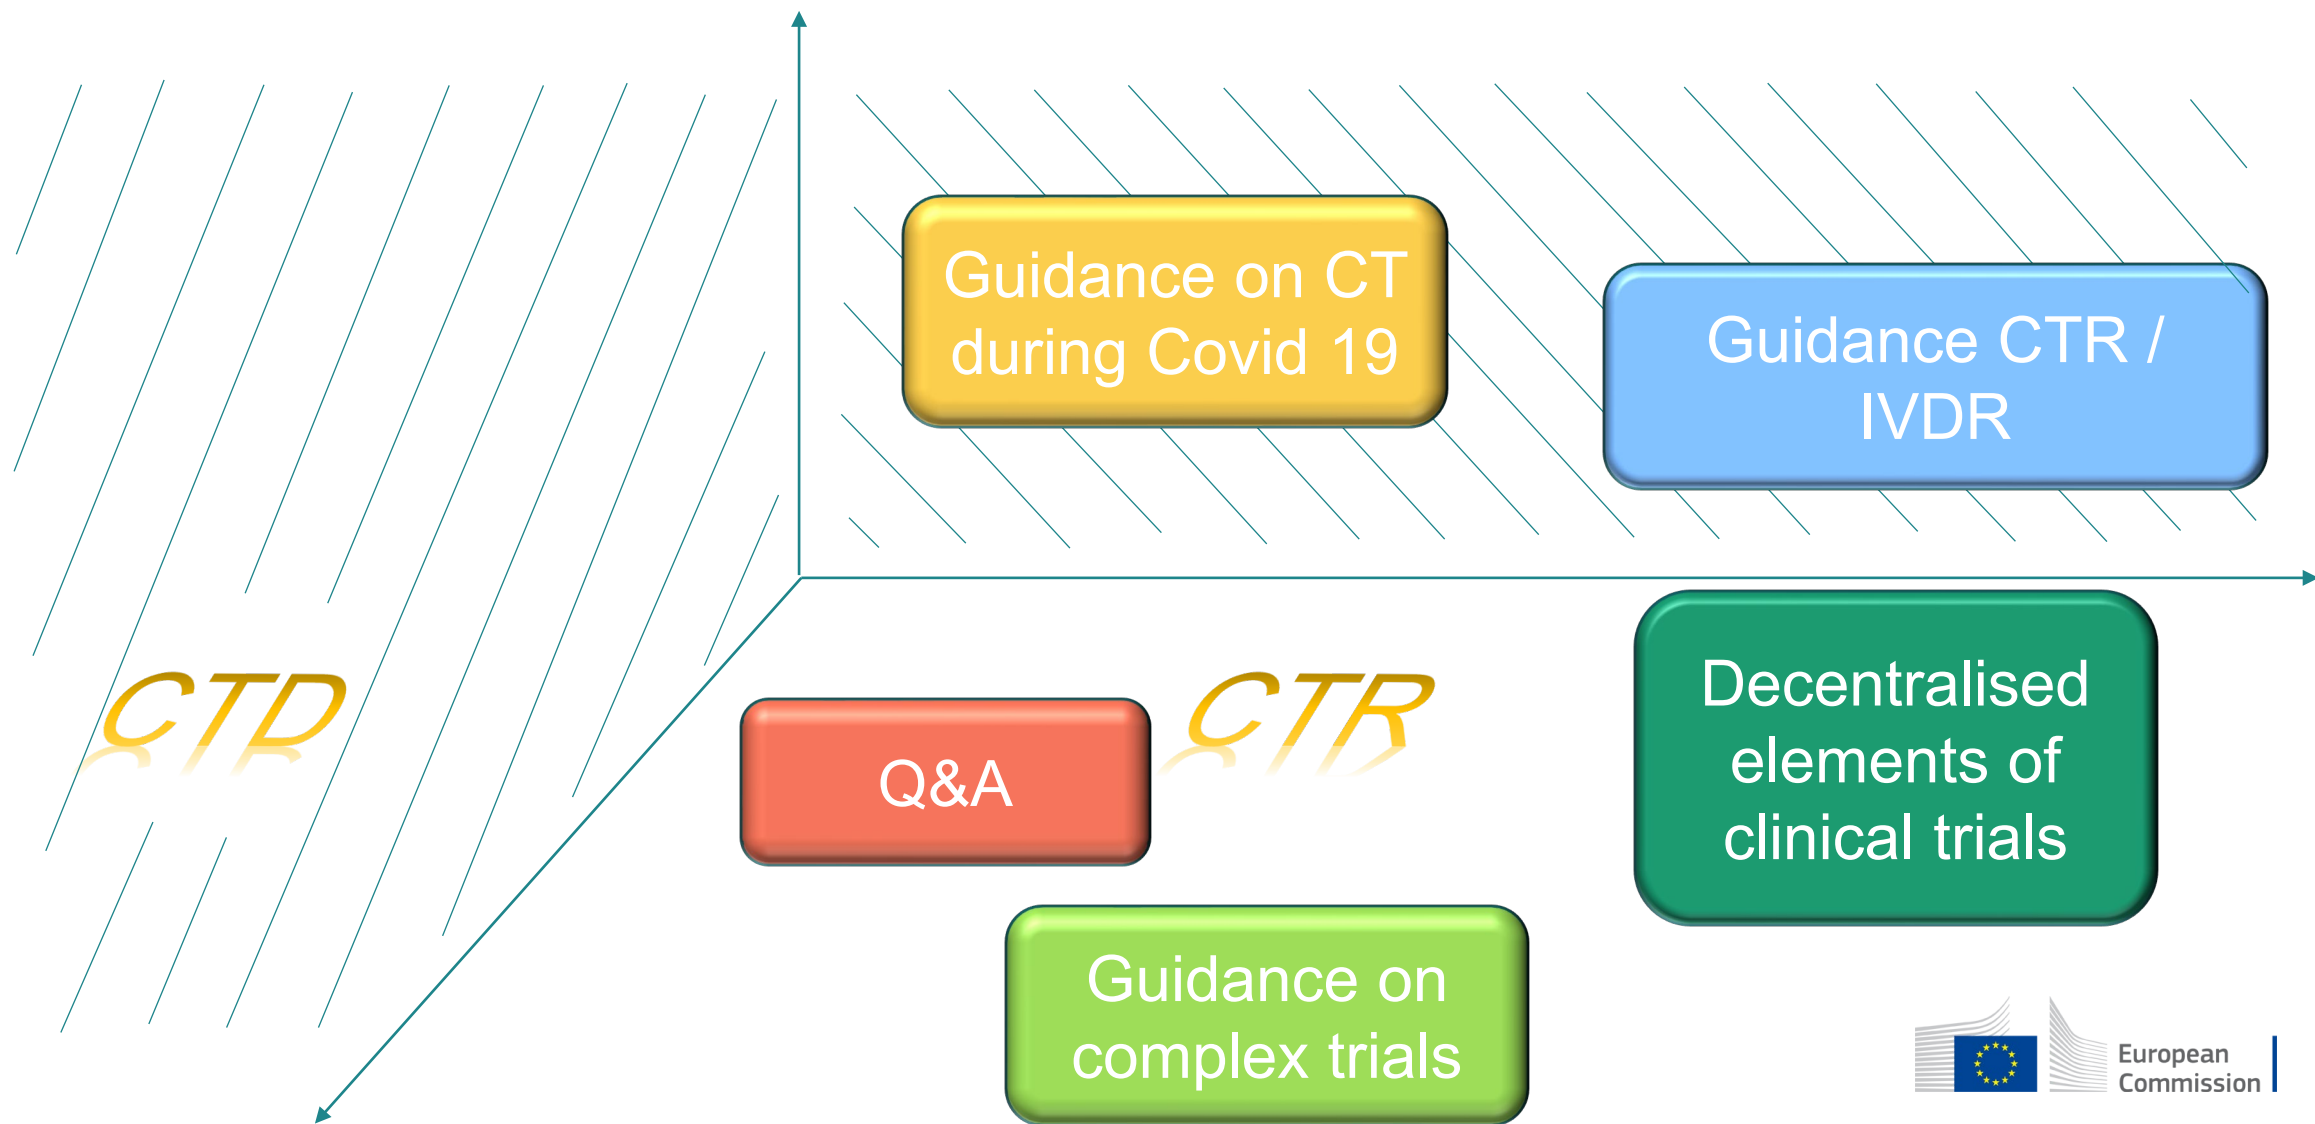 Guidance on CT
during Covid 19
Guidance CTR /
IVDR
CTD
CTR
Q&A
Decentralised
elements of
clinical trials
Guidance on
complex trials
European
Commission